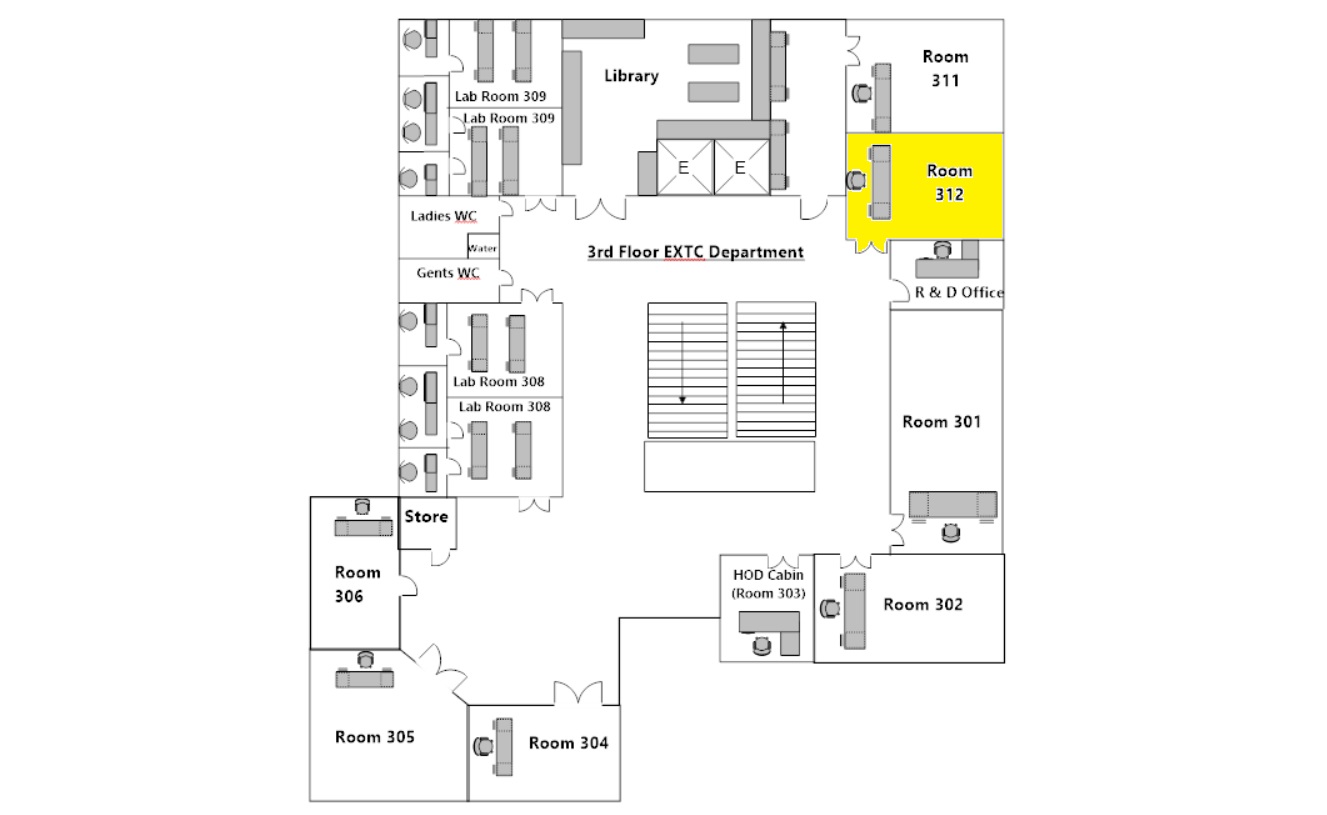 Library
Room
311
Lab Room 309
Lab Room 309
E
E
Room
312
Ladies WC
Water
3rd Floor EXTC Department
Gents WC
R & D Office
Lab Room 308
Lab Room 308
Room 301
Store
Room
306
HOD Cabin
(Room 303)
Room 302
Room 305
Room 304